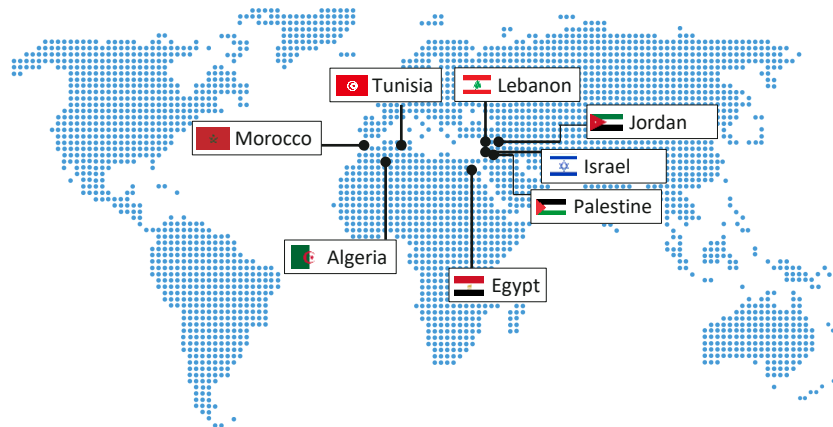 Tunisia
Lebanon
Jordan
Morocco
Israel
Palestine
Algeria
Egypt